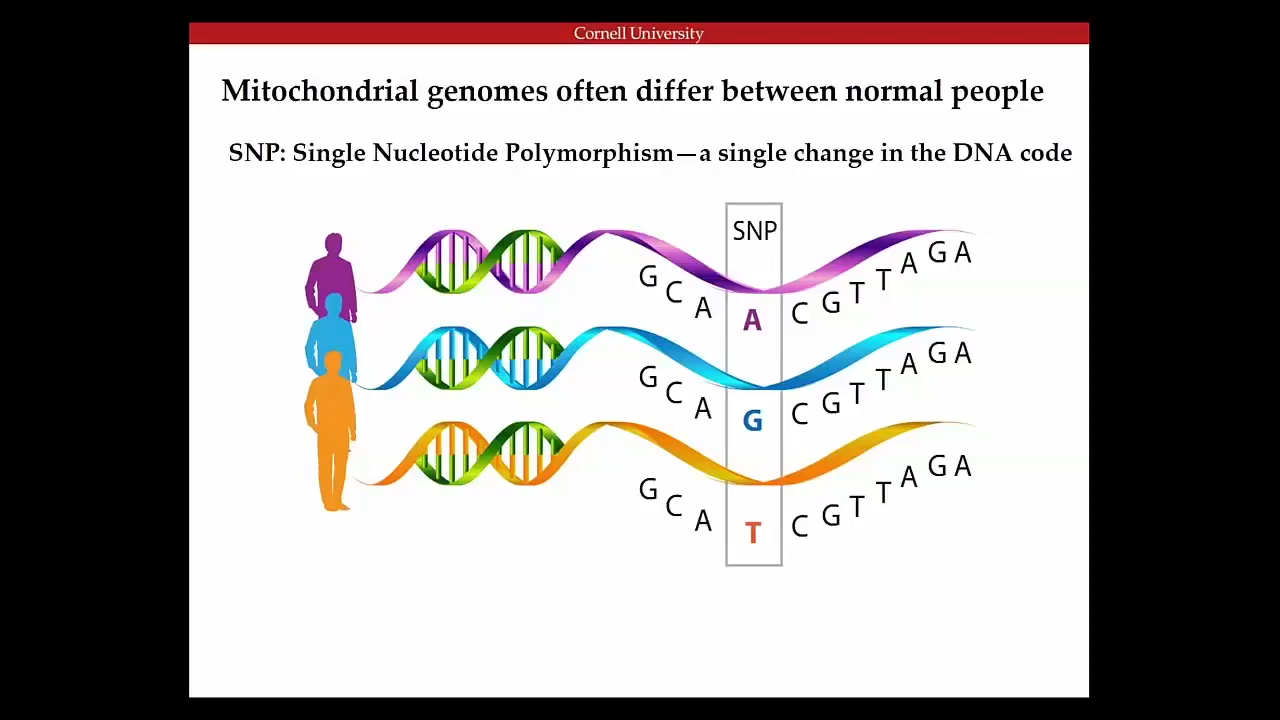 Cornell University
Mitochondrial genomes often differ between normal people
SNP: Single Nucleotide Polymorphism—a single change in the DNA code
SNP
G C A A C G T T A G A
G C A G C G T T A G A
G C A T C G T T A G A